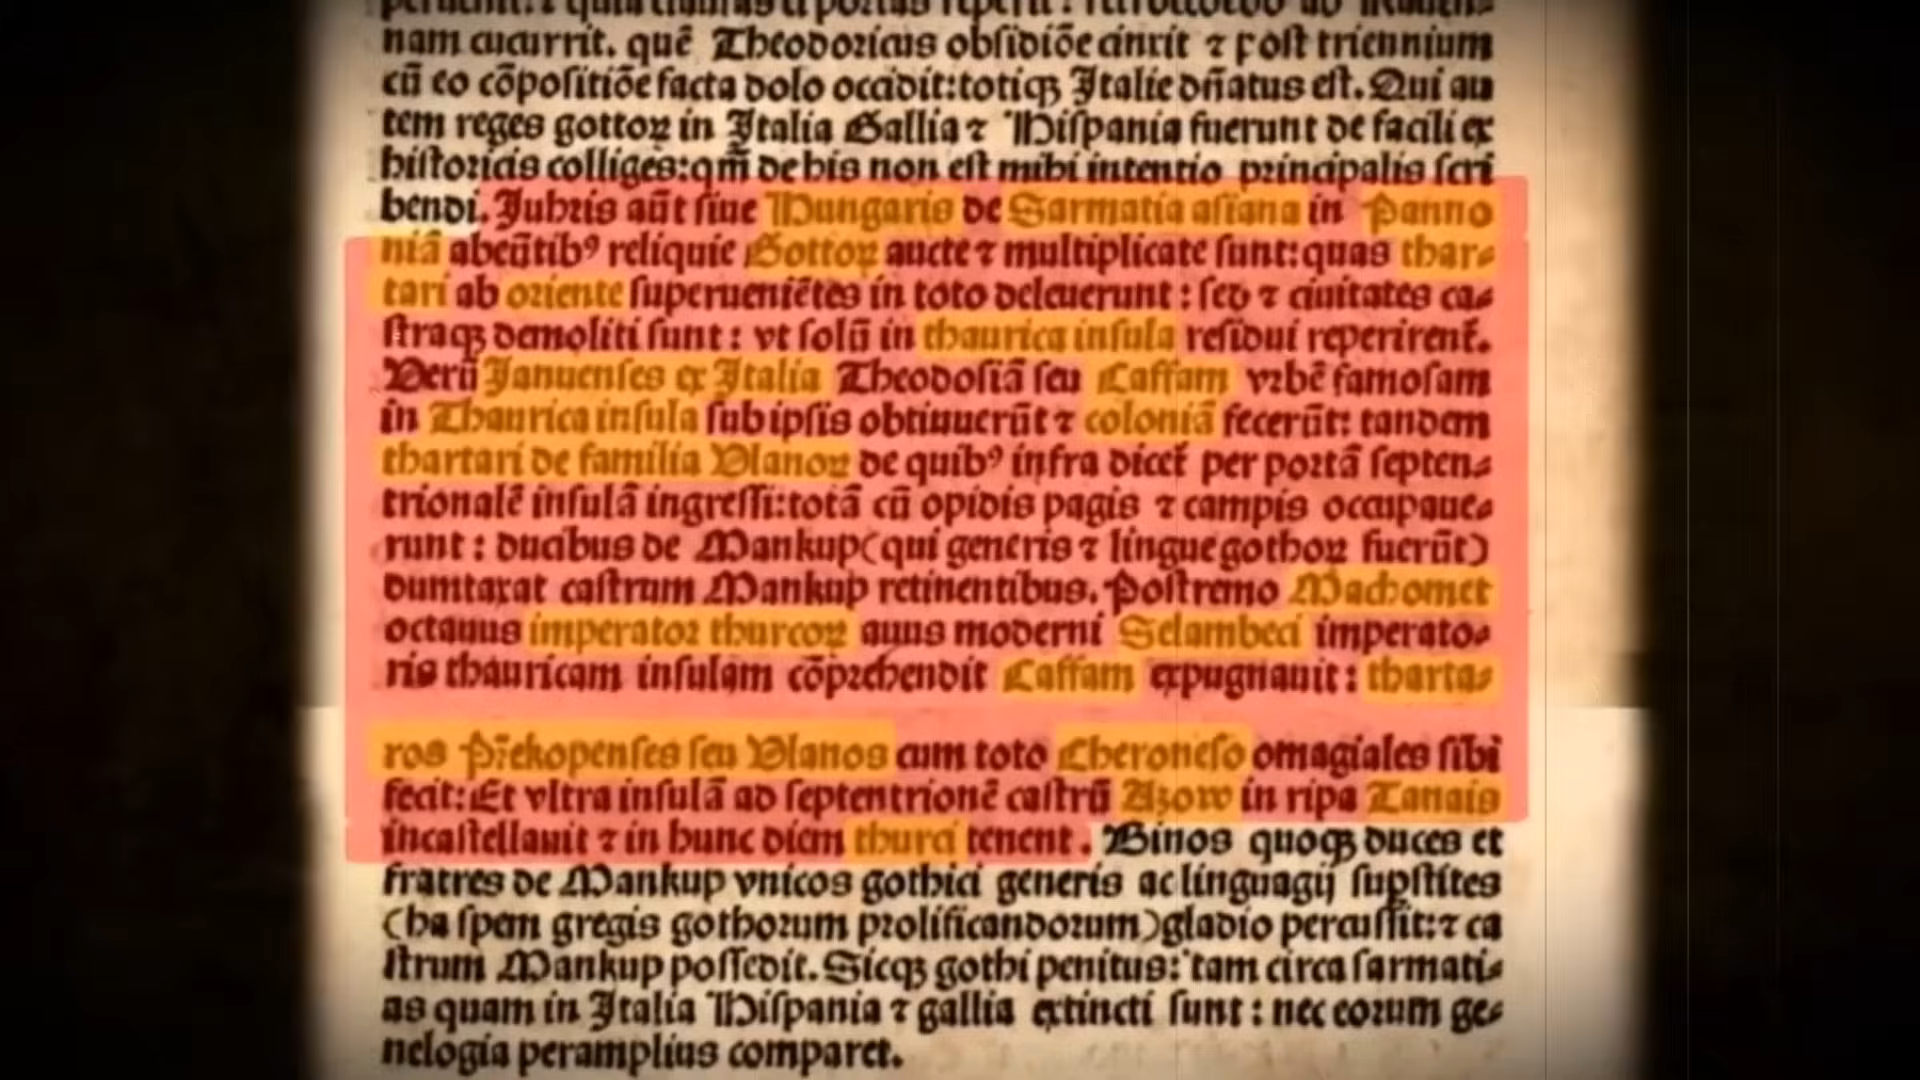 nam cucurrit. quē Theodoricus obsidiōe cinxit ⁊ post triennium
cū eo cōpositiōe facta dolo occidit: totiqꝫ Italie dn̄atus est. Qui au
tem reges gottoꝝ in Italia Gallia ⁊ Hispania fuerunt de facili ex
historicis colliges: qm̄ de his non est mihi intentio principalis scri
bendi. Juhris aūt siue Hungaris de Sarmatia asiana in Panno
niā abeūtibꝰ reliquie Gottoꝝ aucte ⁊ multiplicate sunt: quas thar-
tari ab oriente superueniētes in toto deleuerunt: sed ⁊ ciuitates ca-
straqꝫ demoliti sunt: vt solū in thaurica insula residui reperirent̄.
Verū Januenses ex Italia Theodosiā seu Caffam vrbē famosam
in Thaurica insula sub ipsis obtinuerūt ⁊ coloniā fecerūt: tandem
thartari de familia Vlanoꝝ de quibꝰ infra dicet̄ per portā septen-
trionalē insulā ingressi: totā cū opidis pagis ⁊ campis occupaue-
runt: ducibus de Mankup (qui generis ⁊ lingue gothoꝝ fuerūt)
dumtaxat castrum Mankup retinentibus. Postremo Machomet
octauus imperator thurcoꝝ auus moderni Selambeci imperato-
ris thauricam insulam cōprehendit Caffam expugnauit: tharta-
ros Pr̄ekopenses seu Vlanos cum toto Cheroneso omagiales sibi
fecit: Et vltra insulā ad septentrionē castrū Azow in ripa Tanais
incastellauit ⁊ in hunc diem thurci tenent. Binos quoqꝫ duces et
fratres de Mankup vnicos gothici generis ac linguagij sup̱stites
(ha spem gregis gothorum prolificandorum) gladio percussit: ⁊ ca
strum Mankup possedit. Sicqꝫ gothi penitus: tam circa sarmati-
as quam in Italia Hispania ⁊ gallia extincti sunt: nec eorum ge-
nelogia peramplius comparet.